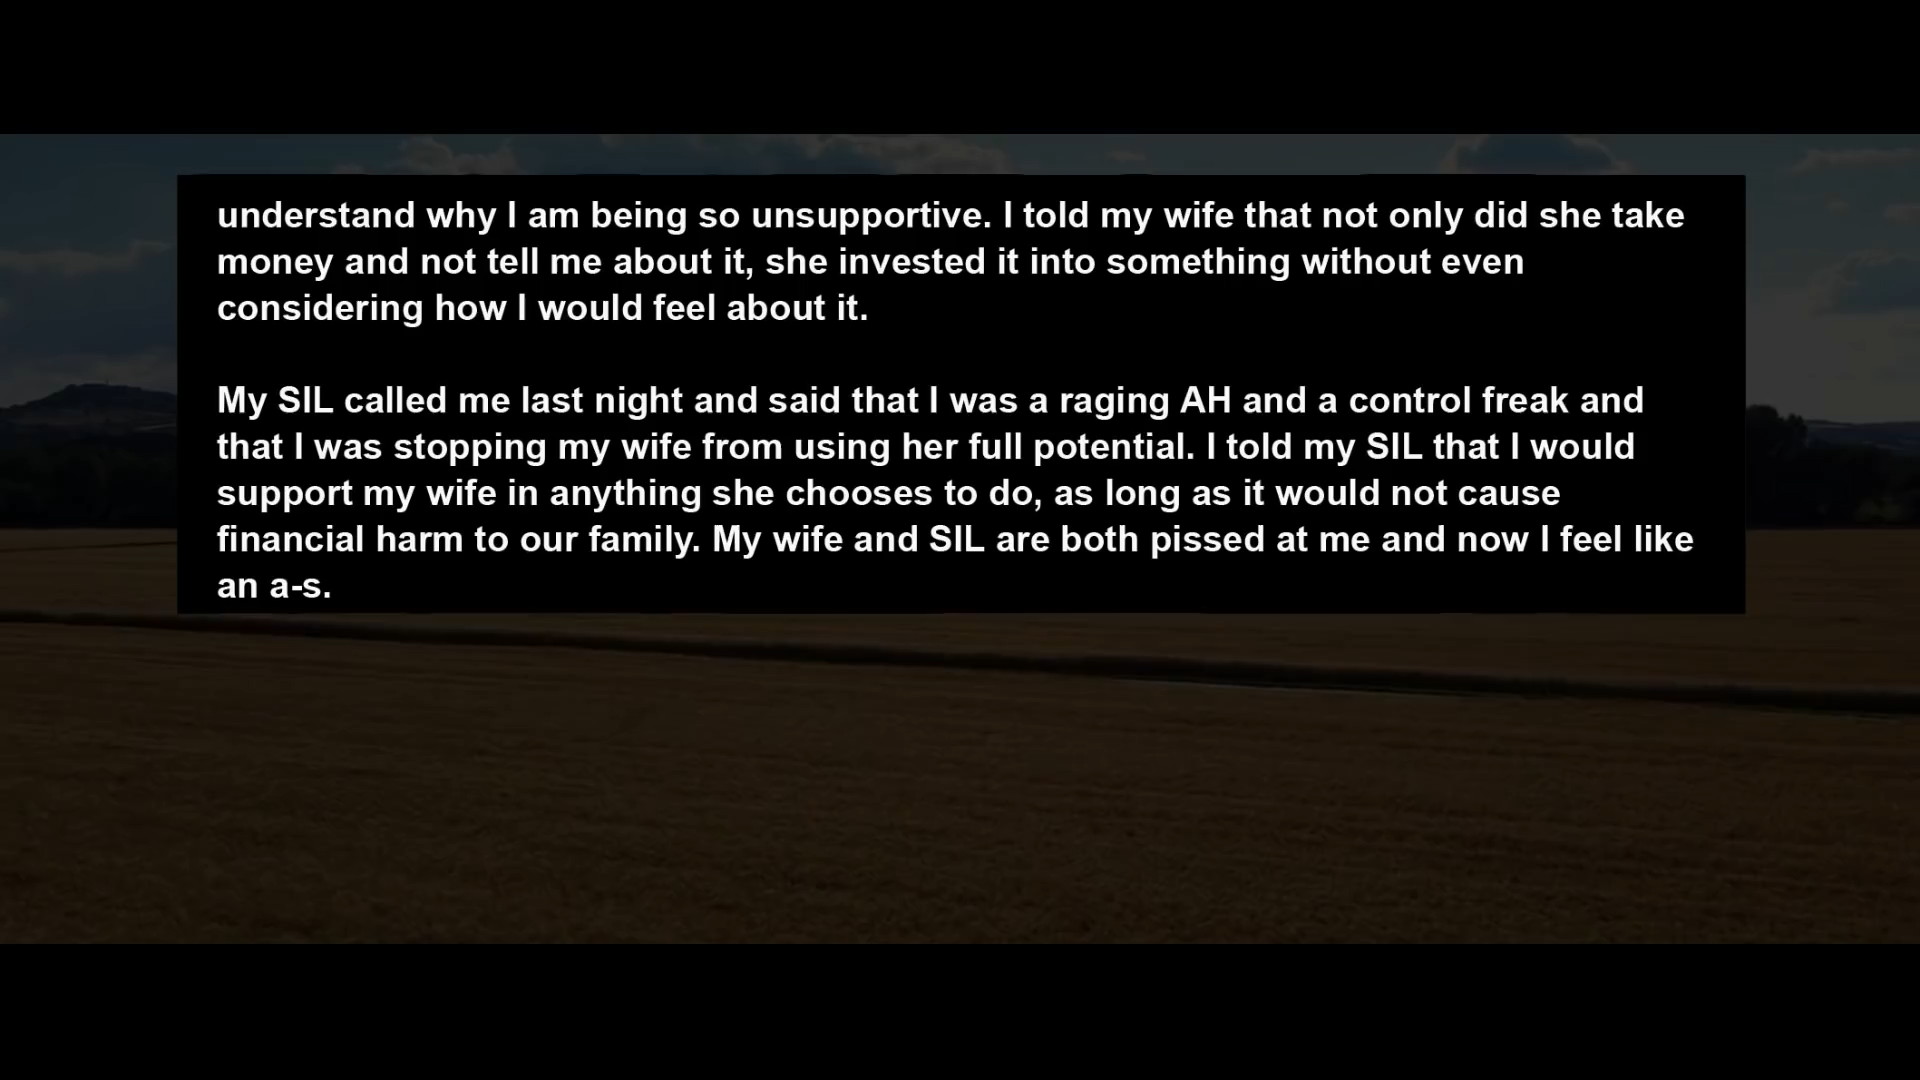 understand why I am being so unsupportive. I told my wife that not only did she take
money and not tell me about it, she invested it into something without even
considering how I would feel about it.
My SIL called me last night and said that I was a raging AH and a control freak and
that I was stopping my wife from using her full potential. I told my SIL that I would
support my wife in anything she chooses to do, as long as it would not cause
financial harm to our family. My wife and SIL are both pissed at me and now I feel like
an a-s.